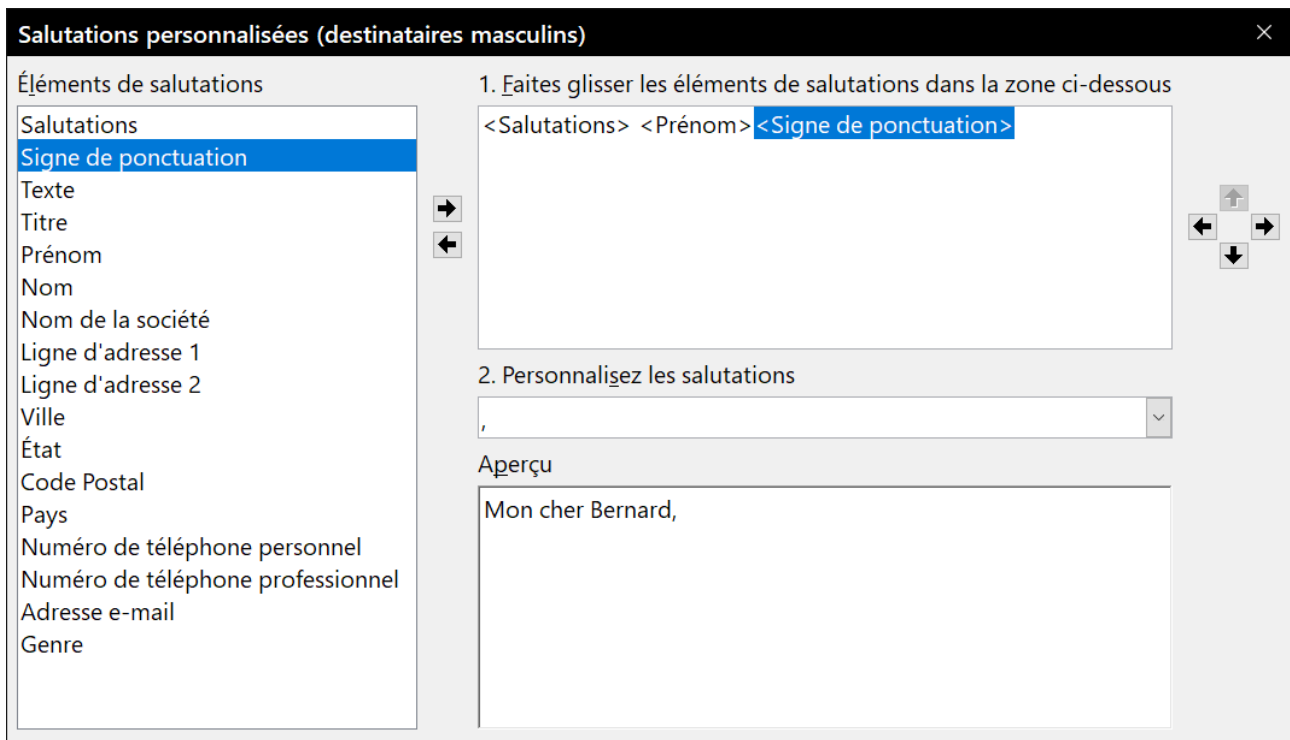 Salutations personnalisées (destinataires masculins)
Éléments de salutations
Salutations
Signe de ponctuation
Texte
Titre
Prénom
Nom
Nom de la société
Ligne d'adresse 1
Ligne d'adresse 2
Ville
État
Code Postal
Pays
Numéro de téléphone personnel
Numéro de téléphone professionnel
Adresse e-mail
Genre
1. Faites glisser les éléments de salutations dans la zone ci-dessous
<Salutations> <Prénom><Signe de ponctuation>
2. Personnalisez les salutations
,
Aperçu
Mon cher Bernard,